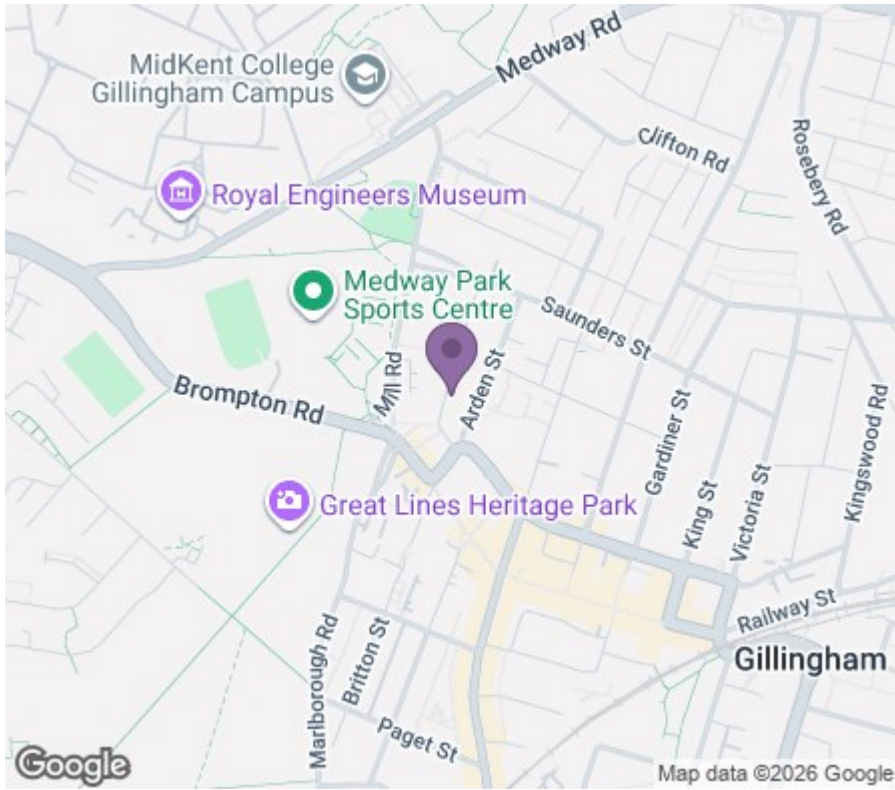 Medway Rd
MidKent College
Gillingham Campus
Clifton Rd
Rosebery Rd
Royal Engineers Museum
Medway Park
Sports Centre
Saunders St
Mill Rd
Arden St
Brompton Rd
Gardiner St
Kingswood Rd
King St
Victoria St
Great Lines Heritage Park
Railway St
Marlborough Rd
Britton St
Gillingham
Paget St
Google
Map data ©2026 Google